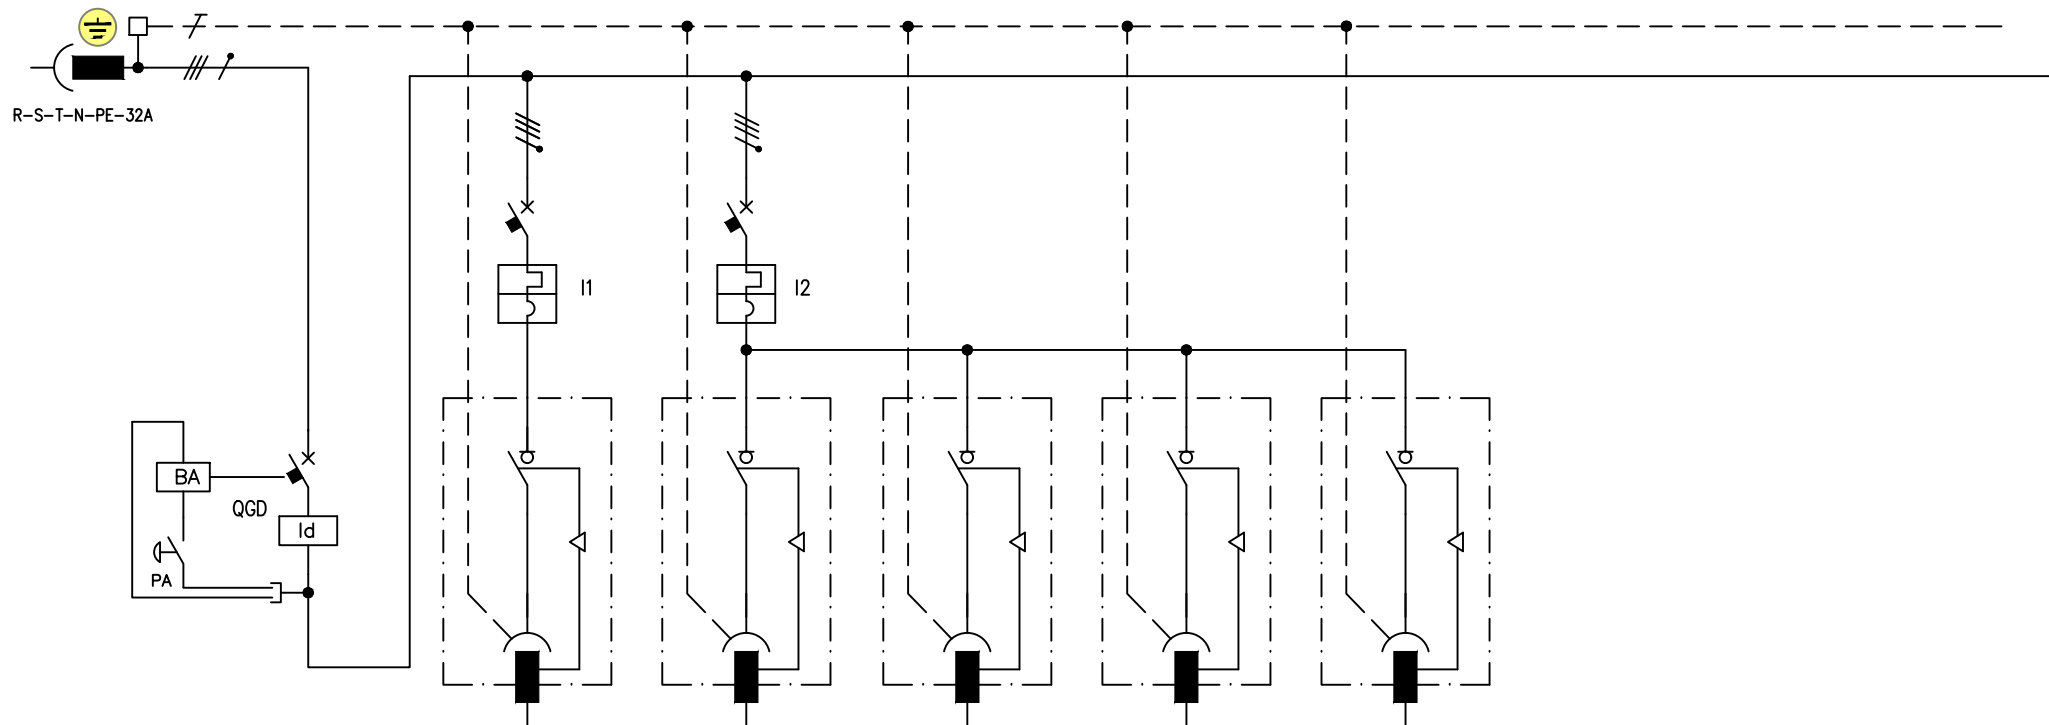 R-S-T-N-PE-32A
I1
I2
BA
QGD
Id
PA